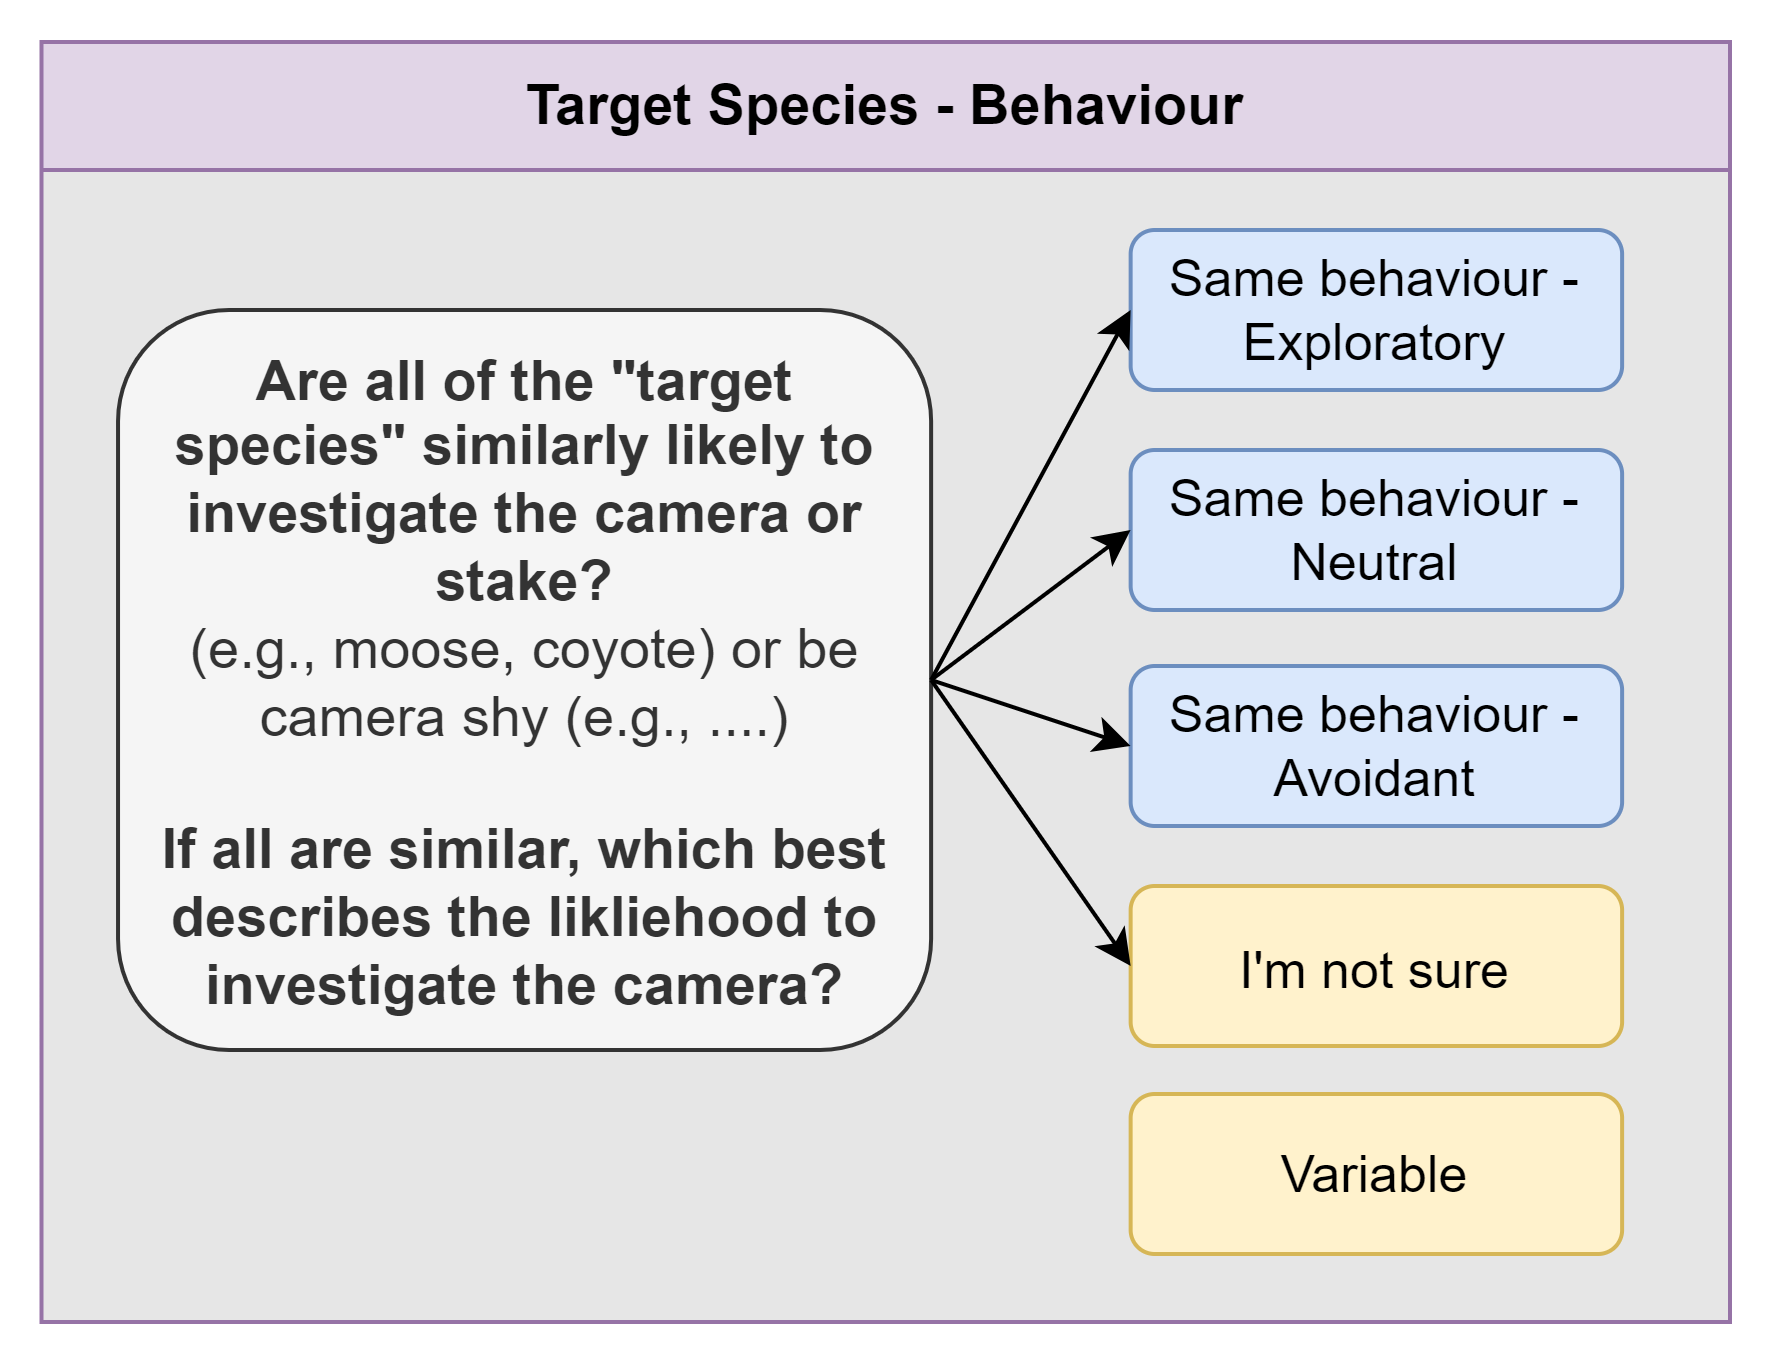 Target Species - Behaviour
Are all of the "target
species" similarly likely to
investigate the camera or
stake?
(e.g., moose, coyote) or be
camera shy (e.g., ....)
If all are similar, which best
describes the likliehood to
investigate the camera?
Same behaviour -
Exploratory
Same behaviour -
Neutral
Same behaviour -
Avoidant
I'm not sure
Variable